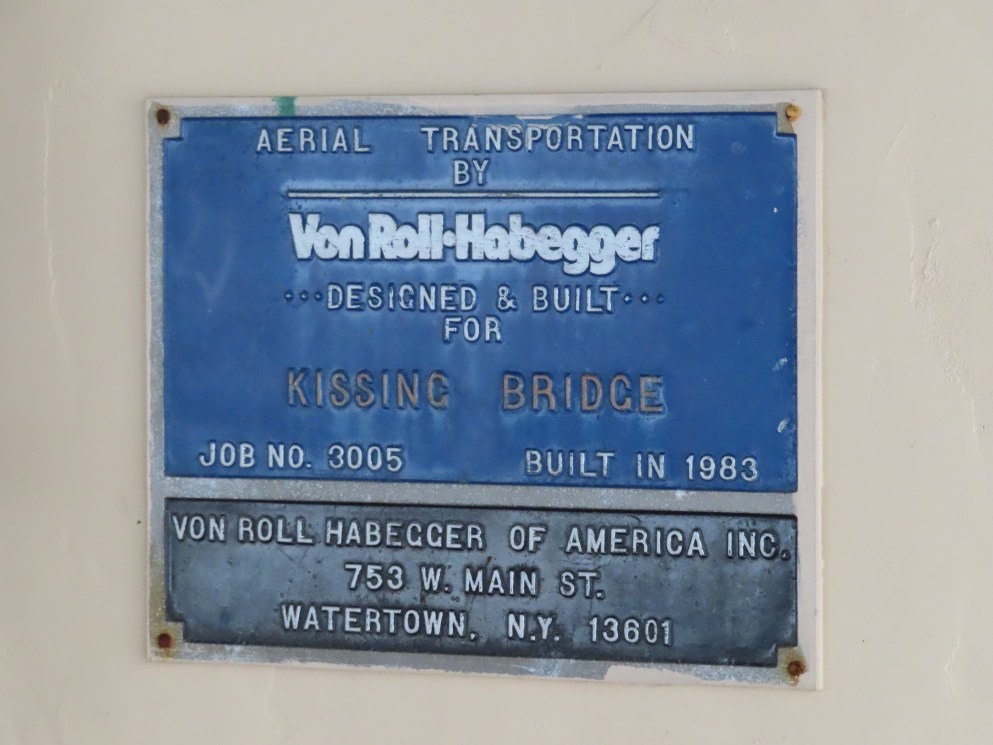 AERIAL TRANSPORTATION
BY
Von Roll·Habegger
···DESIGNED & BUILT···
FOR
KISSING BRIDGE
JOB NO. 3005 BUILT IN 1983
VON ROLL HABEGGER OF AMERICA INC.
753 W. MAIN ST.
WATERTOWN, N.Y. 13601